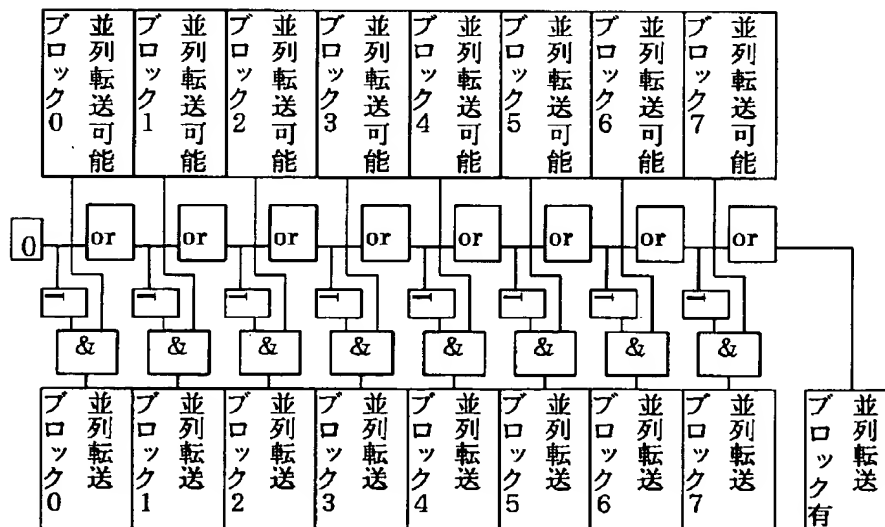 並列転送可能
ブロック0
並列転送可能
ブロック1
並列転送可能
ブロック2
並列転送可能
ブロック3
並列転送可能
ブロック4
並列転送可能
ブロック5
並列転送可能
ブロック6
並列転送可能
ブロック7
0 or or or or or or or or
¬ ¬ ¬ ¬ ¬ ¬ ¬ ¬
& & & & & & & &
並列転送
ブロック0
並列転送
ブロック1
並列転送
ブロック2
並列転送
ブロック3
並列転送
ブロック4
並列転送
ブロック5
並列転送
ブロック6
並列転送
ブロック7
並列転送
ブロック有